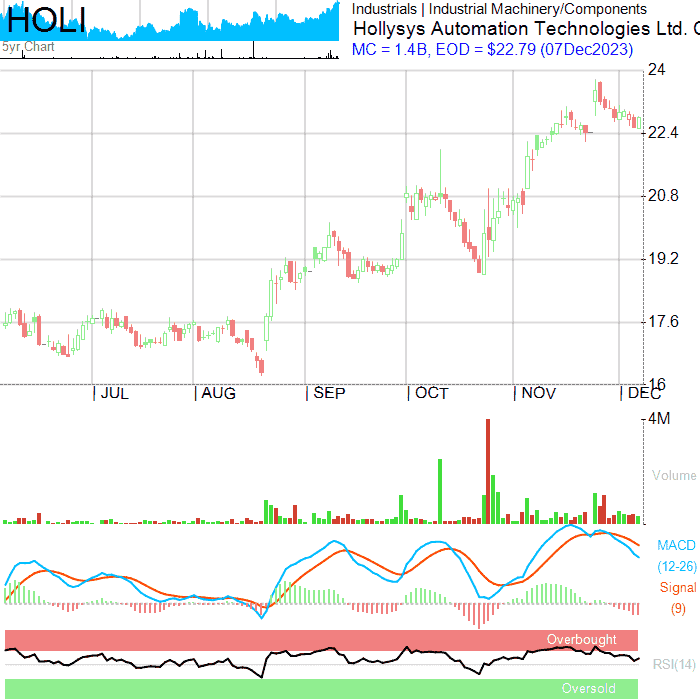 HOLI
5yr Chart
Industrials | Industrial Machinery/Components
Hollysys Automation Technologies Ltd.
MC = 1.4B, EOD = $22.79 (07Dec2023)
24
22.4
20.8
19.2
17.6
16
JUL AUG SEP OCT NOV DEC
4M
Volume
MACD
(12-26)
Signal
(9)
Overbought
RSI(14)
Oversold